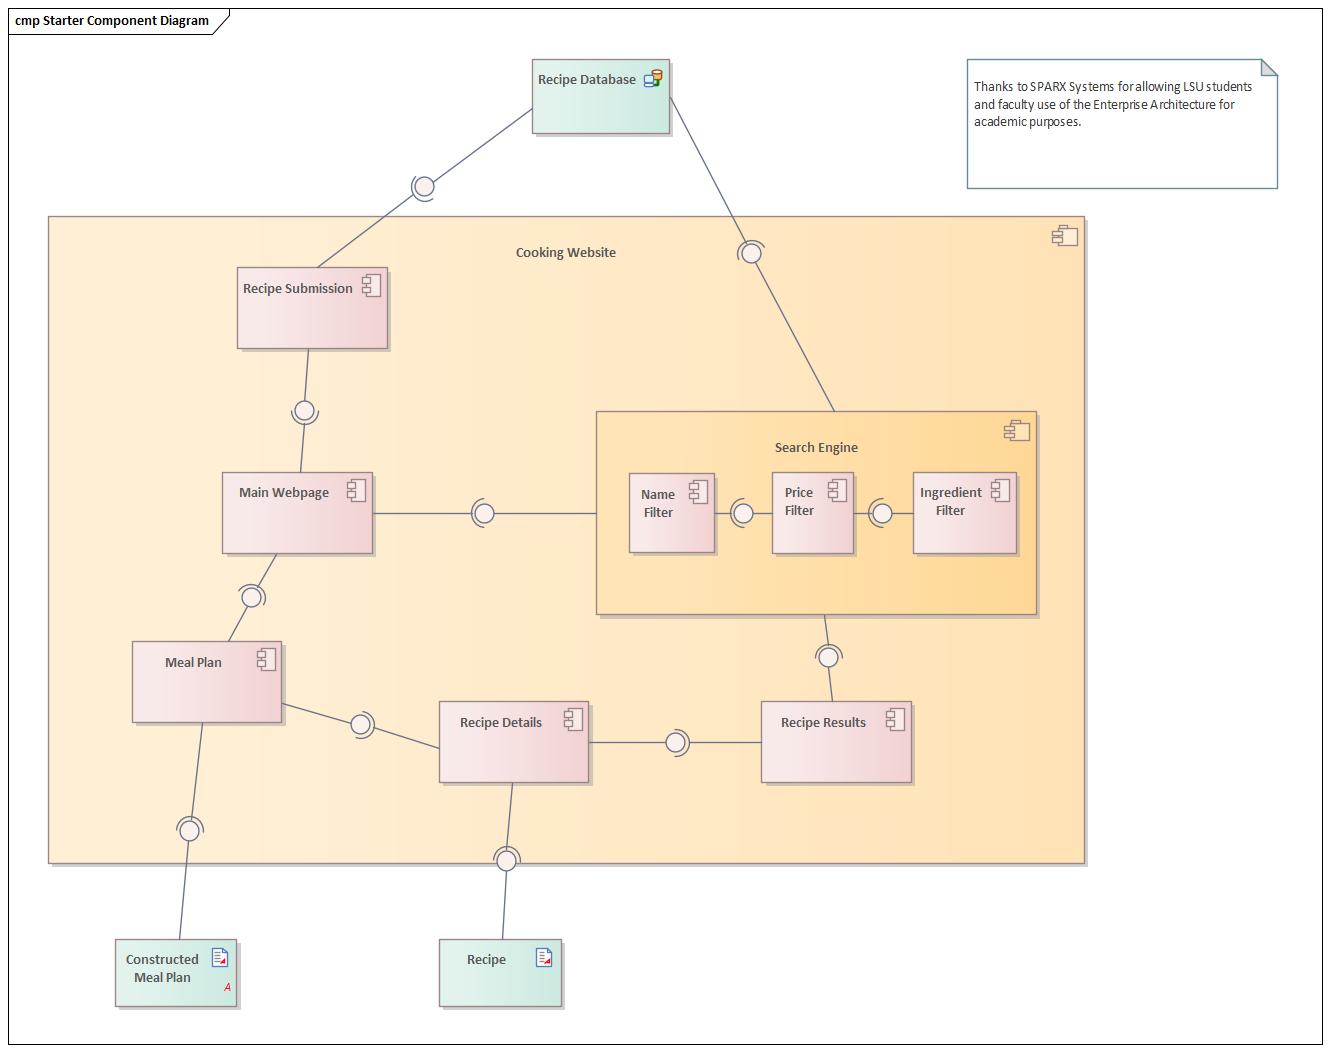 cmp Starter Component Diagram
Recipe Database
Thanks to SPARX Systems for allowing LSU students
and faculty use of the Enterprise Architecture for
academic purposes.
Cooking Website
Recipe Submission
Search Engine
Main Webpage
Name
Filter
Price
Filter
Ingredient
Filter
Meal Plan
Recipe Details
Recipe Results
Constructed
Meal Plan
A
Recipe